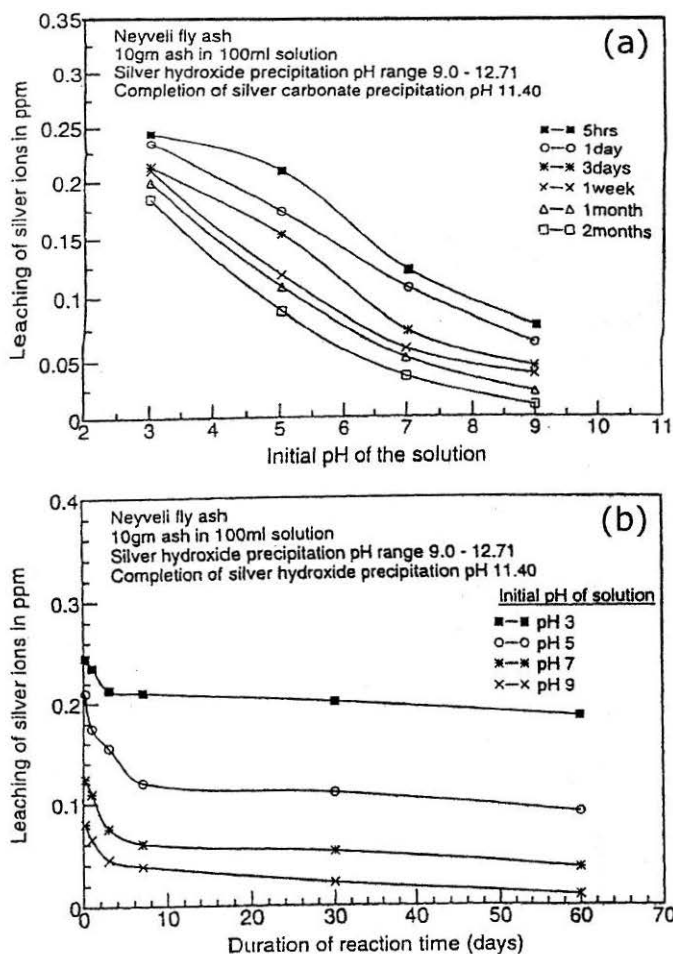 (a)
Neyveli fly ash
10gm ash in 100ml solution
Silver hydroxide precipitation pH range 9.0 - 12.71
Completion of silver carbonate precipitation pH 11.40
5hrs
1day
3days
1week
1month
2months
Leaching of silver ions in ppm
0.35
0.3
0.25
0.2
0.15
0.1
0.05
0
2 3 4 5 6 7 8 9 10 11
Initial pH of the solution
(b)
Neyveli fly ash
10gm ash in 100ml solution
Silver hydroxide precipitation pH range 9.0 - 12.71
Completion of silver hydroxide precipitation pH 11.40
Initial pH of solution
pH 3
pH 5
pH 7
pH 9
Leaching of silver ions in ppm
0.4
0.3
0.2
0.1
0
0 10 20 30 40 50 60 70
Duration of reaction time (days)